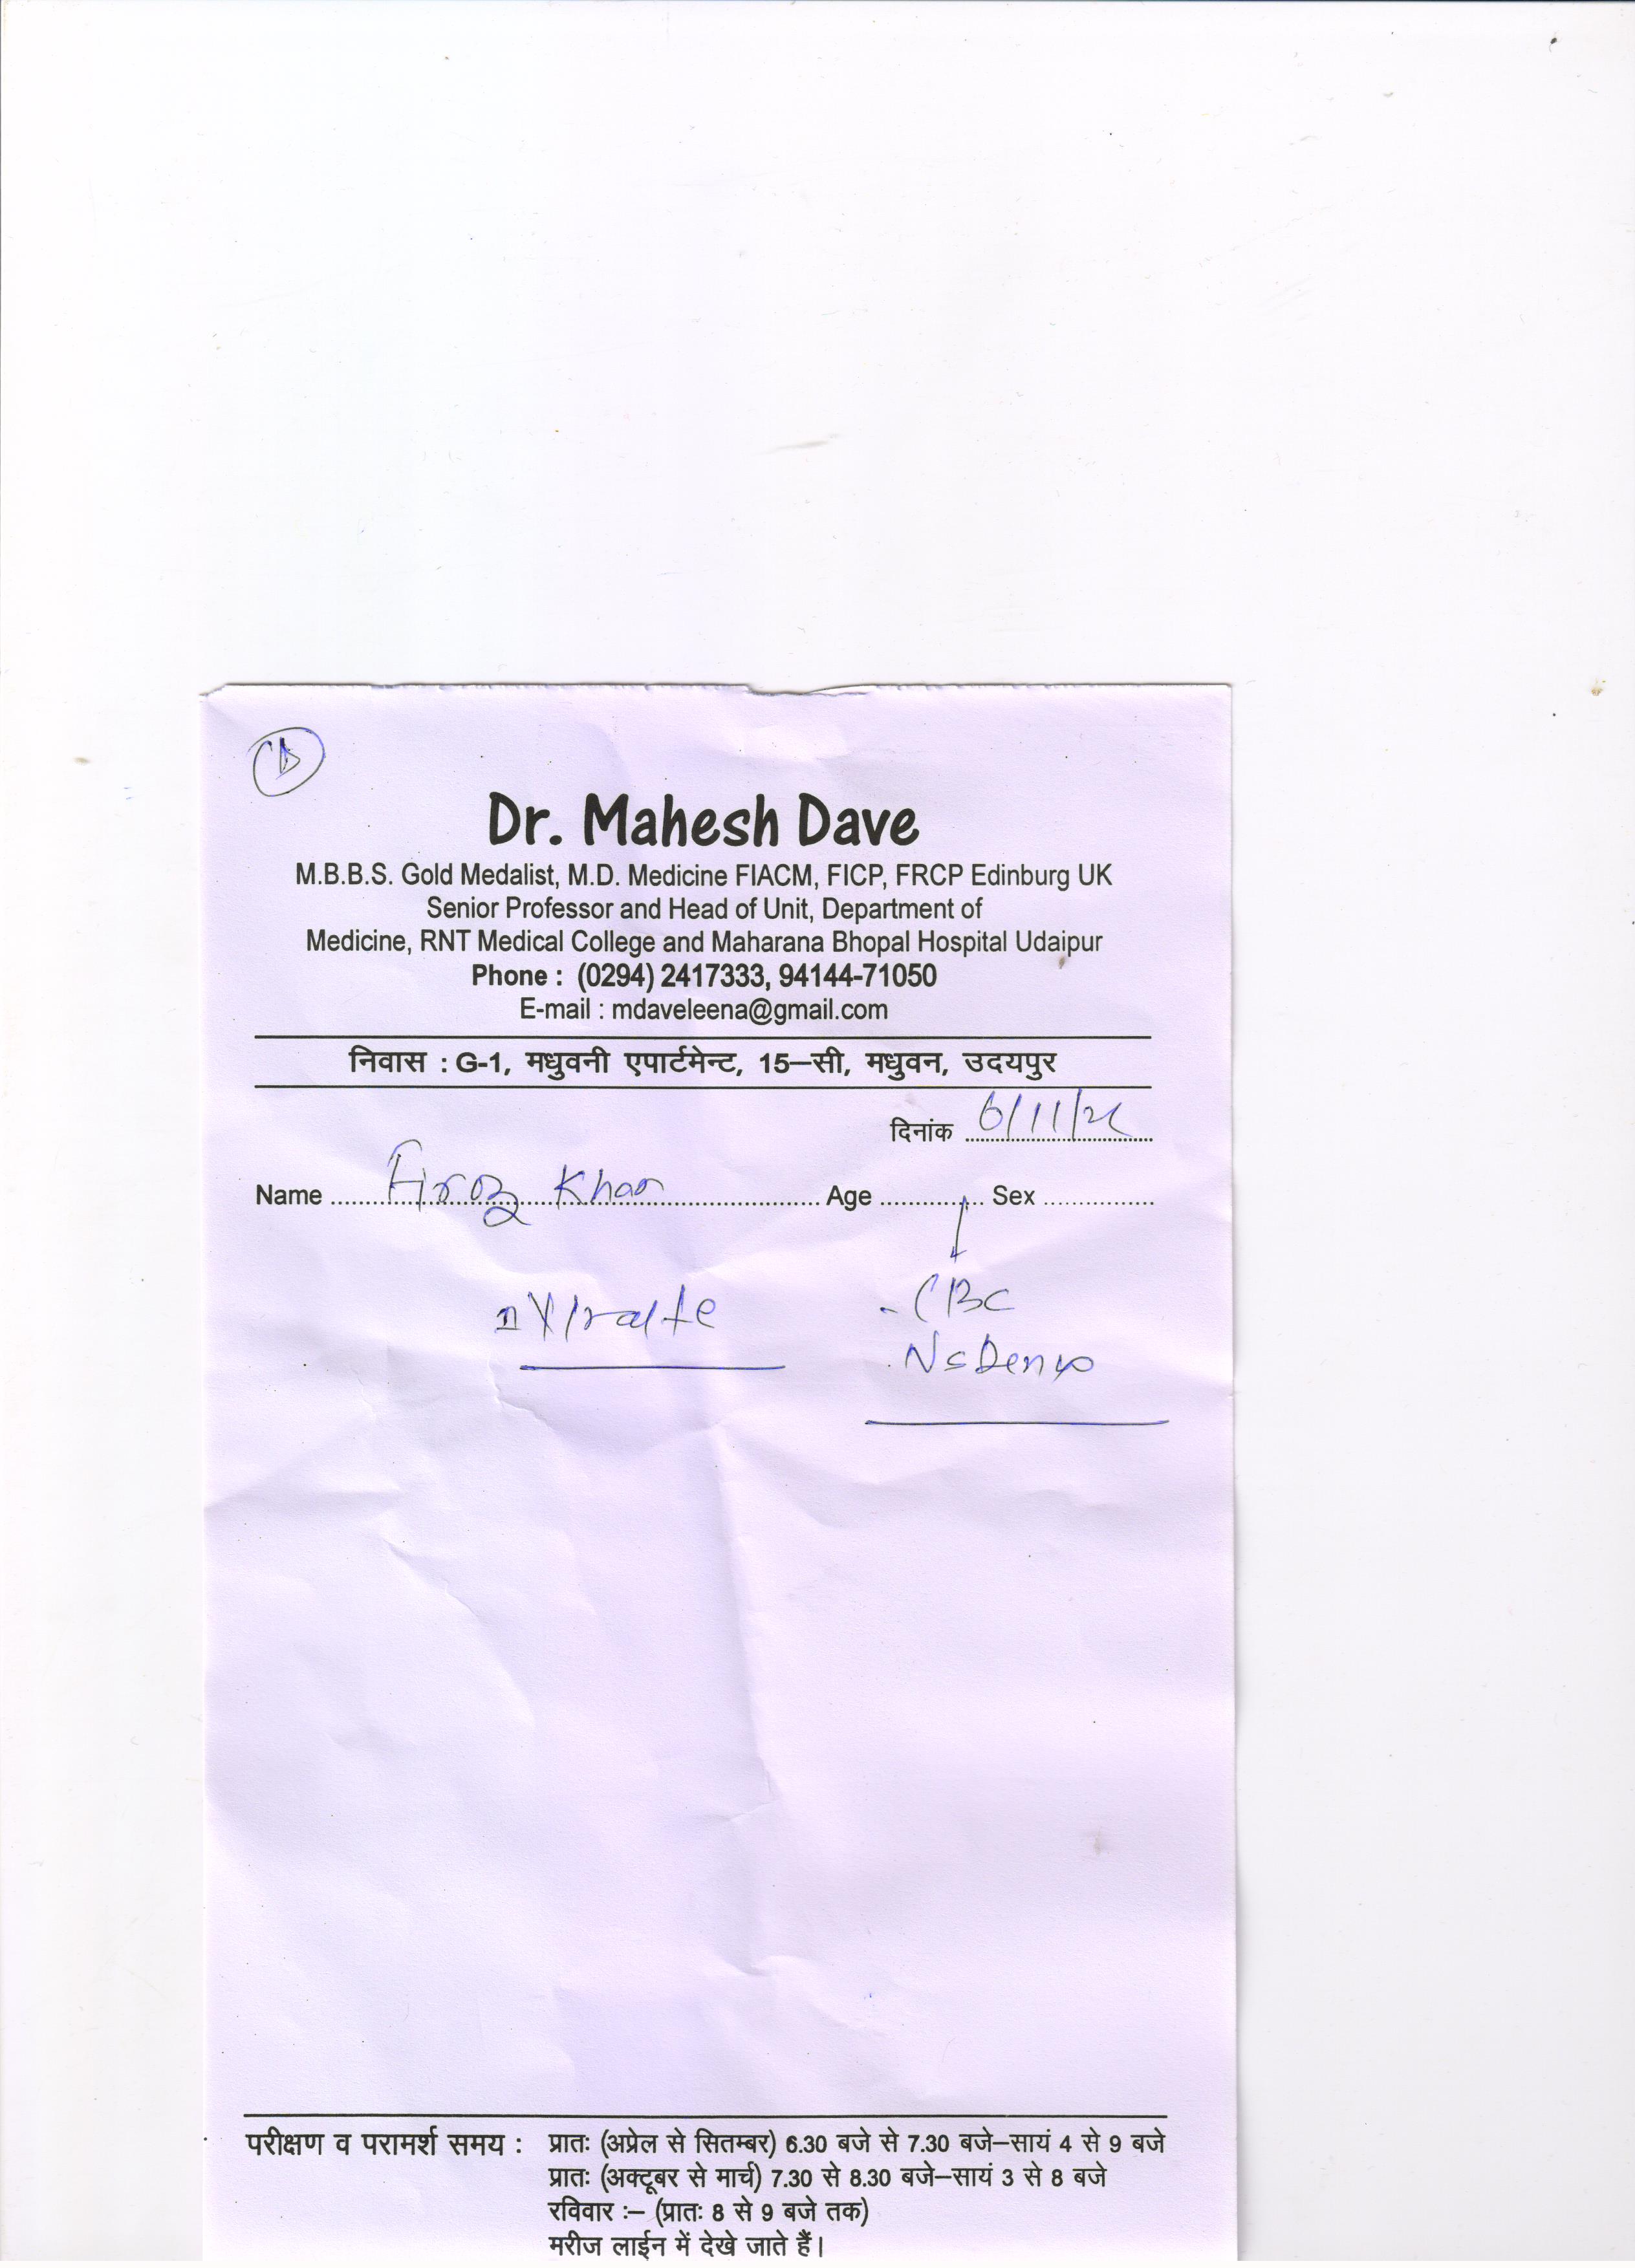 Dr. Mahesh Dave
M.B.B.S. Gold Medalist, M.D. Medicine FIACM, FICP, FRCP Edinburg UK
Senior Professor and Head of Unit, Department of
Medicine, RNT Medical College and Maharana Bhopal Hospital Udaipur
Phone : (0294) 2417333, 94144-71050
E-mail : mdaveleena@gmail.com
निवास : G-1, मधुवनी एपार्टमेन्ट, 15–सी, मधुवन, उदयपुर
दिनांक 6/11/
Name Firoz Khan Age Sex
- CBC
परीक्षण व परामर्श समय : प्रातः (अप्रेल से सितम्बर) 6.30 बजे से 7.30 बजे–सायं 4 से 9 बजे
प्रातः (अक्टूबर से मार्च) 7.30 से 8.30 बजे–सायं 3 से 8 बजे
रविवार :– (प्रातः 8 से 9 बजे तक)
मरीज लाईन में देखे जाते हैं।